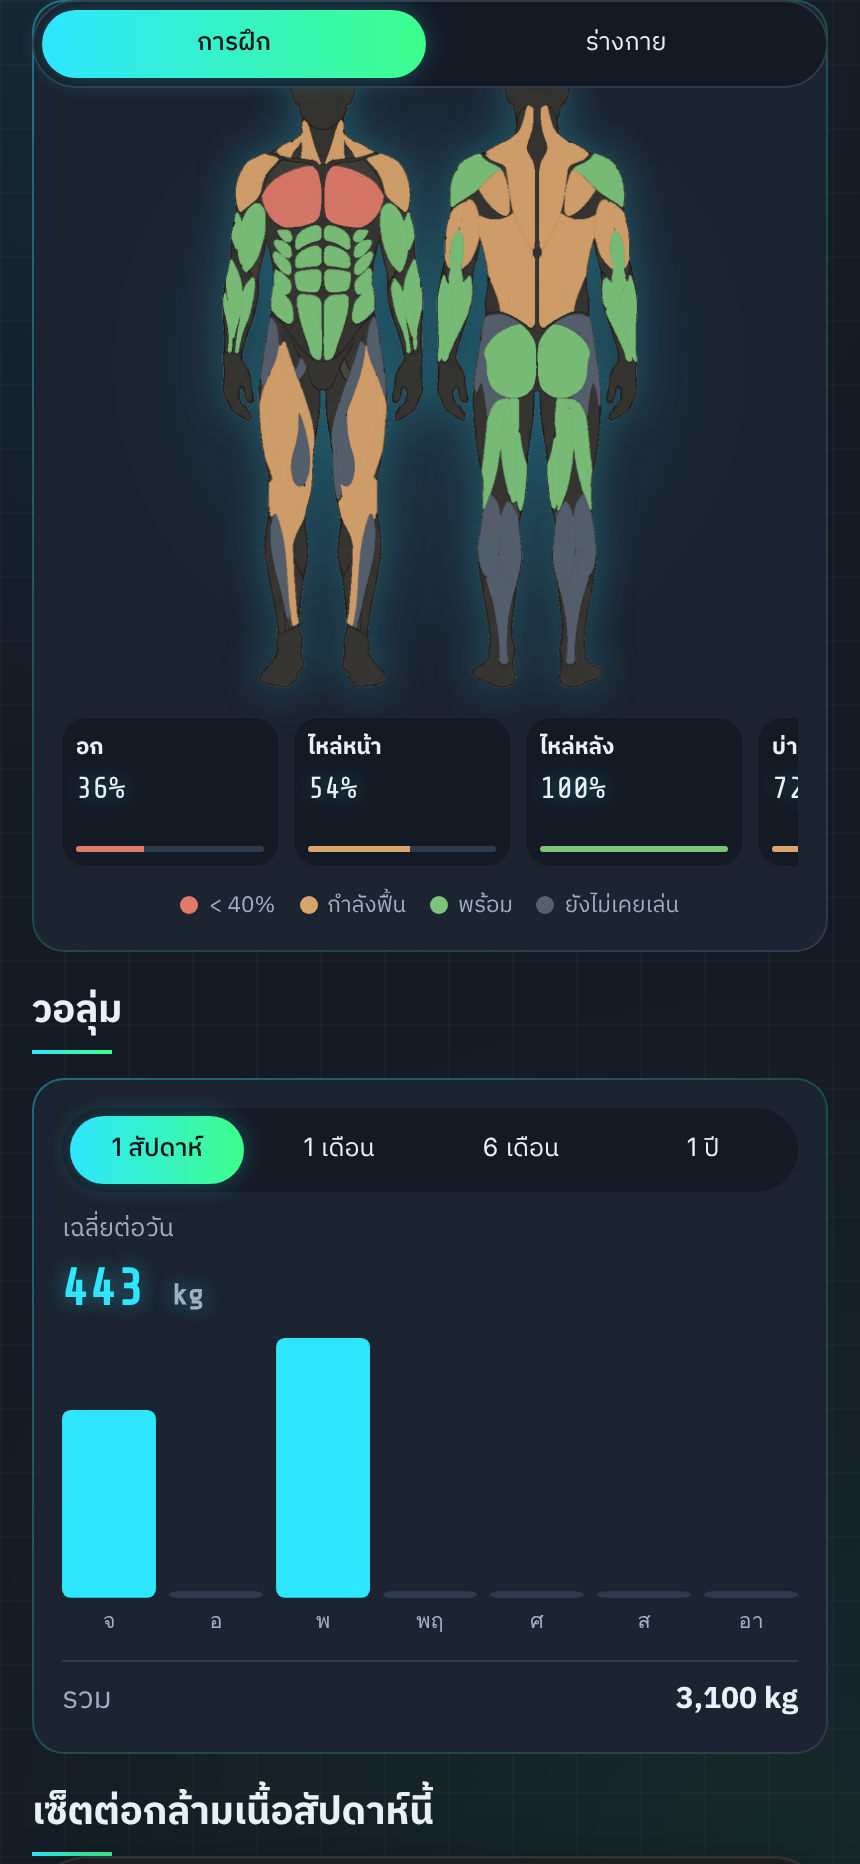 การฝึก
ร่างกาย
อก
36%
ไหล่หน้า
54%
ไหล่หลัง
100%
< 40%
กำลังฟื้น
พร้อม
ยังไม่เคยเล่น
วอลุ่ม
1 สัปดาห์
1 เดือน
6 เดือน
1 ปี
เฉลี่ยต่อวัน
443 kg
จ
อ
พ
พฤ
ศ
ส
อา
รวม
3,100 kg
เซ็ตต่อกล้ามเนื้อสัปดาห์นี้